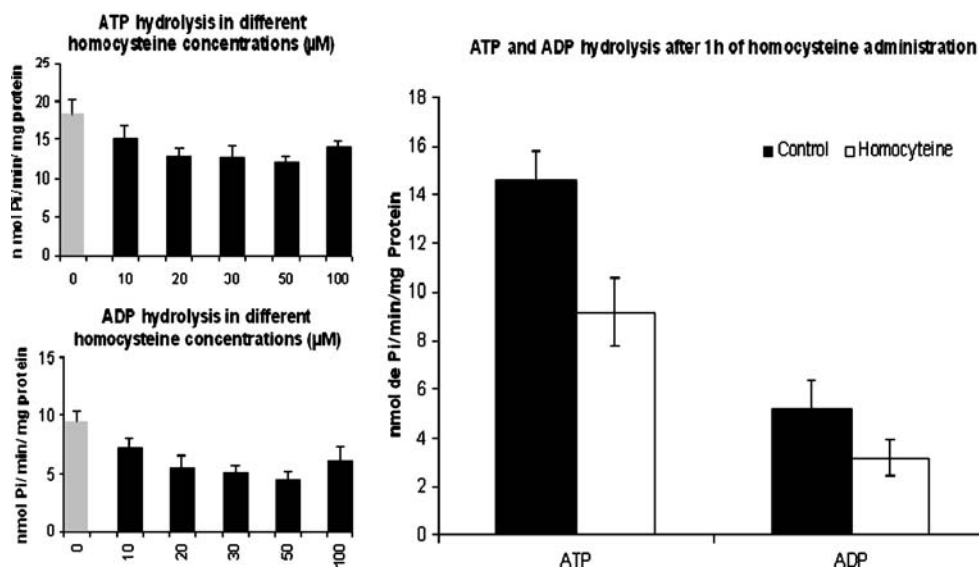 ATP hydrolysis in different
homocysteine concentrations (µM)
n mol Pi/min/mg protein
25
20
15
10
5
0
0 10 20 30 50 100
ADP hydrolysis in different
homocysteine concentrations (µM)
nmol Pi/ min/ mg protein
15
10
5
0
0 10 20 30 50 100
ATP and ADP hydrolysis after 1h of homocysteine administration
nmol de Pi/min/mg Protein
18
16
14
12
10
8
6
4
2
0
Control Homocyteine
ATP ADP